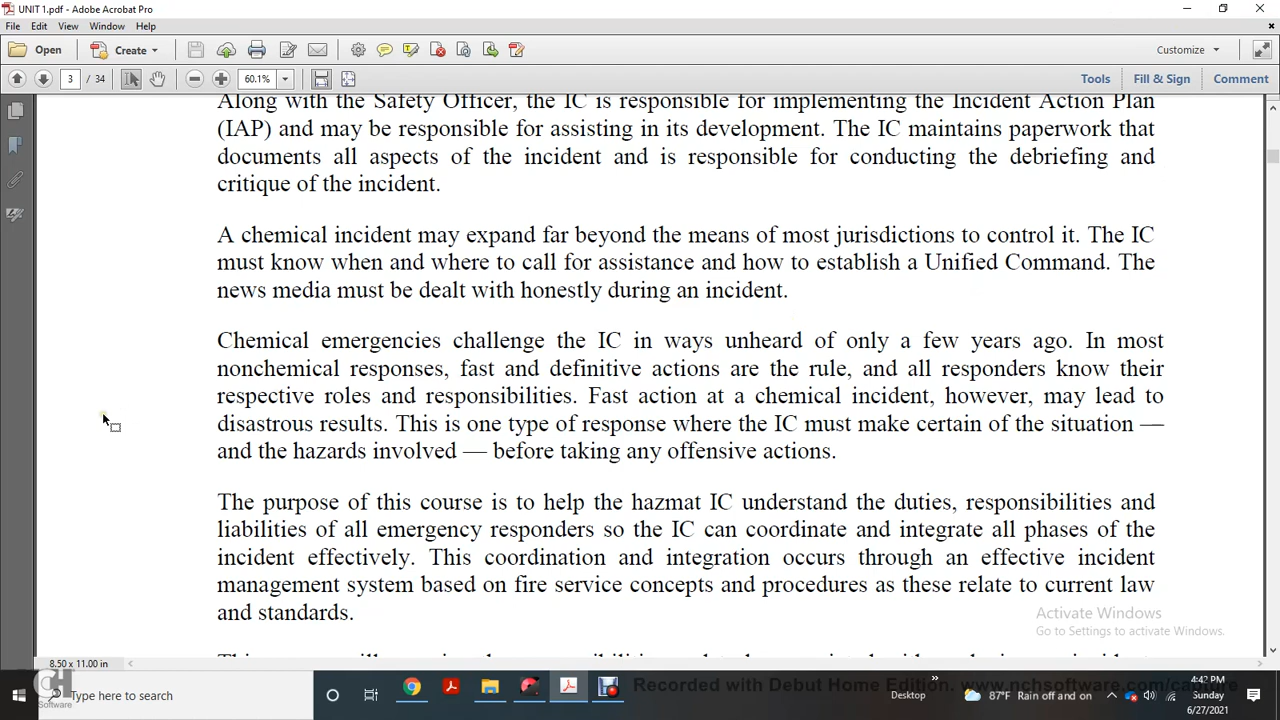 UNIT 1.pdf - Adobe Acrobat Pro
File Edit View Window Help
Open Create Customize
3 / 34 60.1% Tools Fill & Sign Comment
Along with the Safety Officer, the IC is responsible for implementing the Incident Action Plan
(IAP) and may be responsible for assisting in its development. The IC maintains paperwork that
documents all aspects of the incident and is responsible for conducting the debriefing and
critique of the incident.
A chemical incident may expand far beyond the means of most jurisdictions to control it. The IC
must know when and where to call for assistance and how to establish a Unified Command. The
news media must be dealt with honestly during an incident.
Chemical emergencies challenge the IC in ways unheard of only a few years ago. In most
nonchemical responses, fast and definitive actions are the rule, and all responders know their
respective roles and responsibilities. Fast action at a chemical incident, however, may lead to
disastrous results. This is one type of response where the IC must make certain of the situation —
and the hazards involved — before taking any offensive actions.
The purpose of this course is to help the hazmat IC understand the duties, responsibilities and
liabilities of all emergency responders so the IC can coordinate and integrate all phases of the
incident effectively. This coordination and integration occurs through an effective incident
management system based on fire service concepts and procedures as these relate to current law
and standards.
Activate Windows
Go to Settings to activate Windows.
8.50 x 11.00 in
Software
Type here to search
Recorded with Debut Home Edition. www.nchsoftware.com/capture
Desktop
87°F Rain off and on
4:42 PM
Sunday
6/27/2021